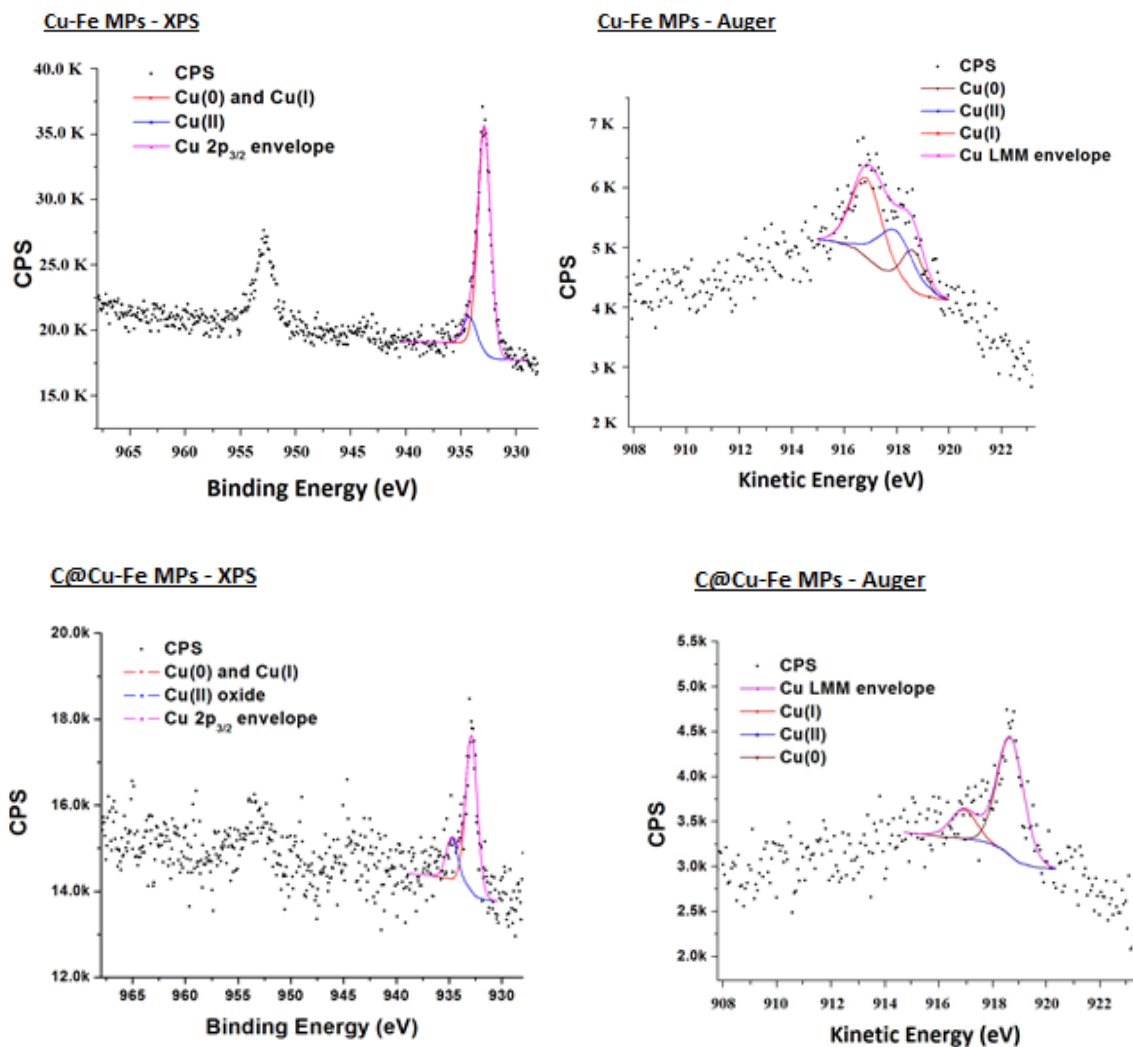 Cu-Fe MPs - XPS
40.0 K
35.0 K
30.0 K
25.0 K
20.0 K
15.0 K
CPS
CPS
Cu(0) and Cu(I)
Cu(II)
Cu 2p3/2 envelope
965 960 955 950 945 940 935 930
Binding Energy (eV)
Cu-Fe MPs - Auger
7 K
6 K
5 K
4 K
3 K
2 K
CPS
CPS
Cu(0)
Cu(II)
Cu(I)
Cu LMM envelope
908 910 912 914 916 918 920 922
Kinetic Energy (eV)
C@Cu-Fe MPs - XPS
20.0k
18.0k
16.0k
14.0k
12.0k
CPS
CPS
Cu(0) and Cu(I)
Cu(II) oxide
Cu 2p3/2 envelope
965 960 955 950 945 940 935 930
Binding Energy (eV)
C@Cu-Fe MPs - Auger
5.5k
5.0k
4.5k
4.0k
3.5k
3.0k
2.5k
2.0k
CPS
CPS
Cu LMM envelope
Cu(I)
Cu(II)
Cu(0)
908 910 912 914 916 918 920 922
Kinetic Energy (eV)